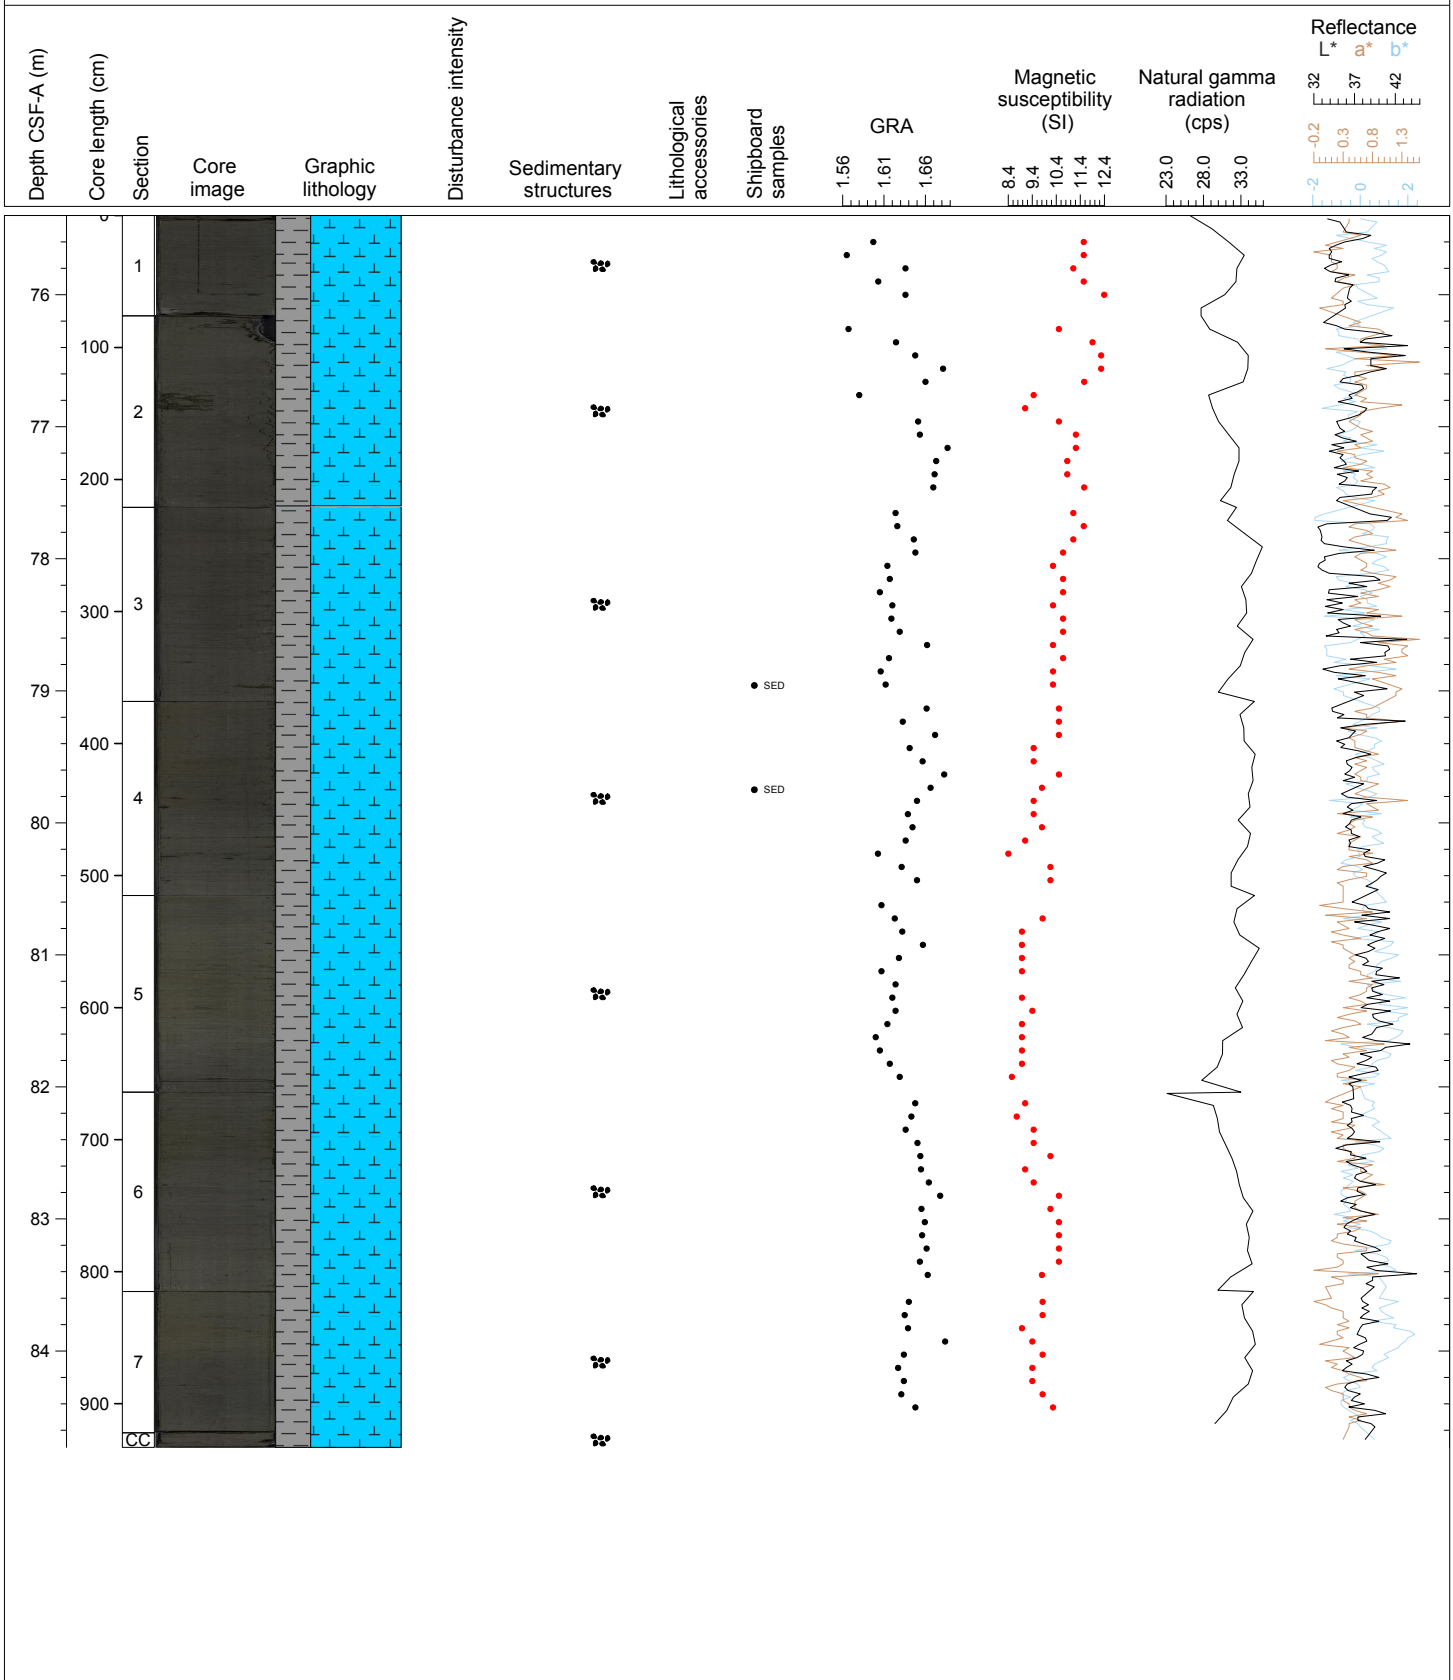 Depth CSF-A (m)
Core length (cm)
Section
Core
image
Graphic
lithology
Disturbance intensity
Sedimentary
structures
Lithological
accessories
Shipboard
samples
GRA
1.56
1.61
1.66
Magnetic
susceptibility
(SI)
8.4
9.4
10.4
11.4
12.4
Natural gamma
radiation
(cps)
23.0
28.0
33.0
Reflectance
L* a* b*
32
37
42
-0.2
0.3
0.8
1.3
-2
0
2
0
1
76
100
2
77
200
78
3
300
79
SED
400
4
SED
80
500
81
5
600
82
700
6
83
800
84
7
900
CC